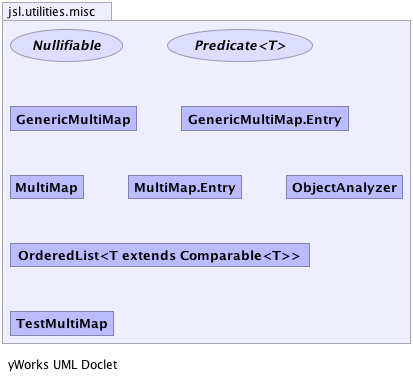 jsl.utilities.misc
Nullifiable Predicate<T>
GenericMultiMap GenericMultiMap.Entry
MultiMap MultiMap.Entry ObjectAnalyzer
OrderedList<T extends Comparable<T>>
TestMultiMap
yWorks UML Doclet